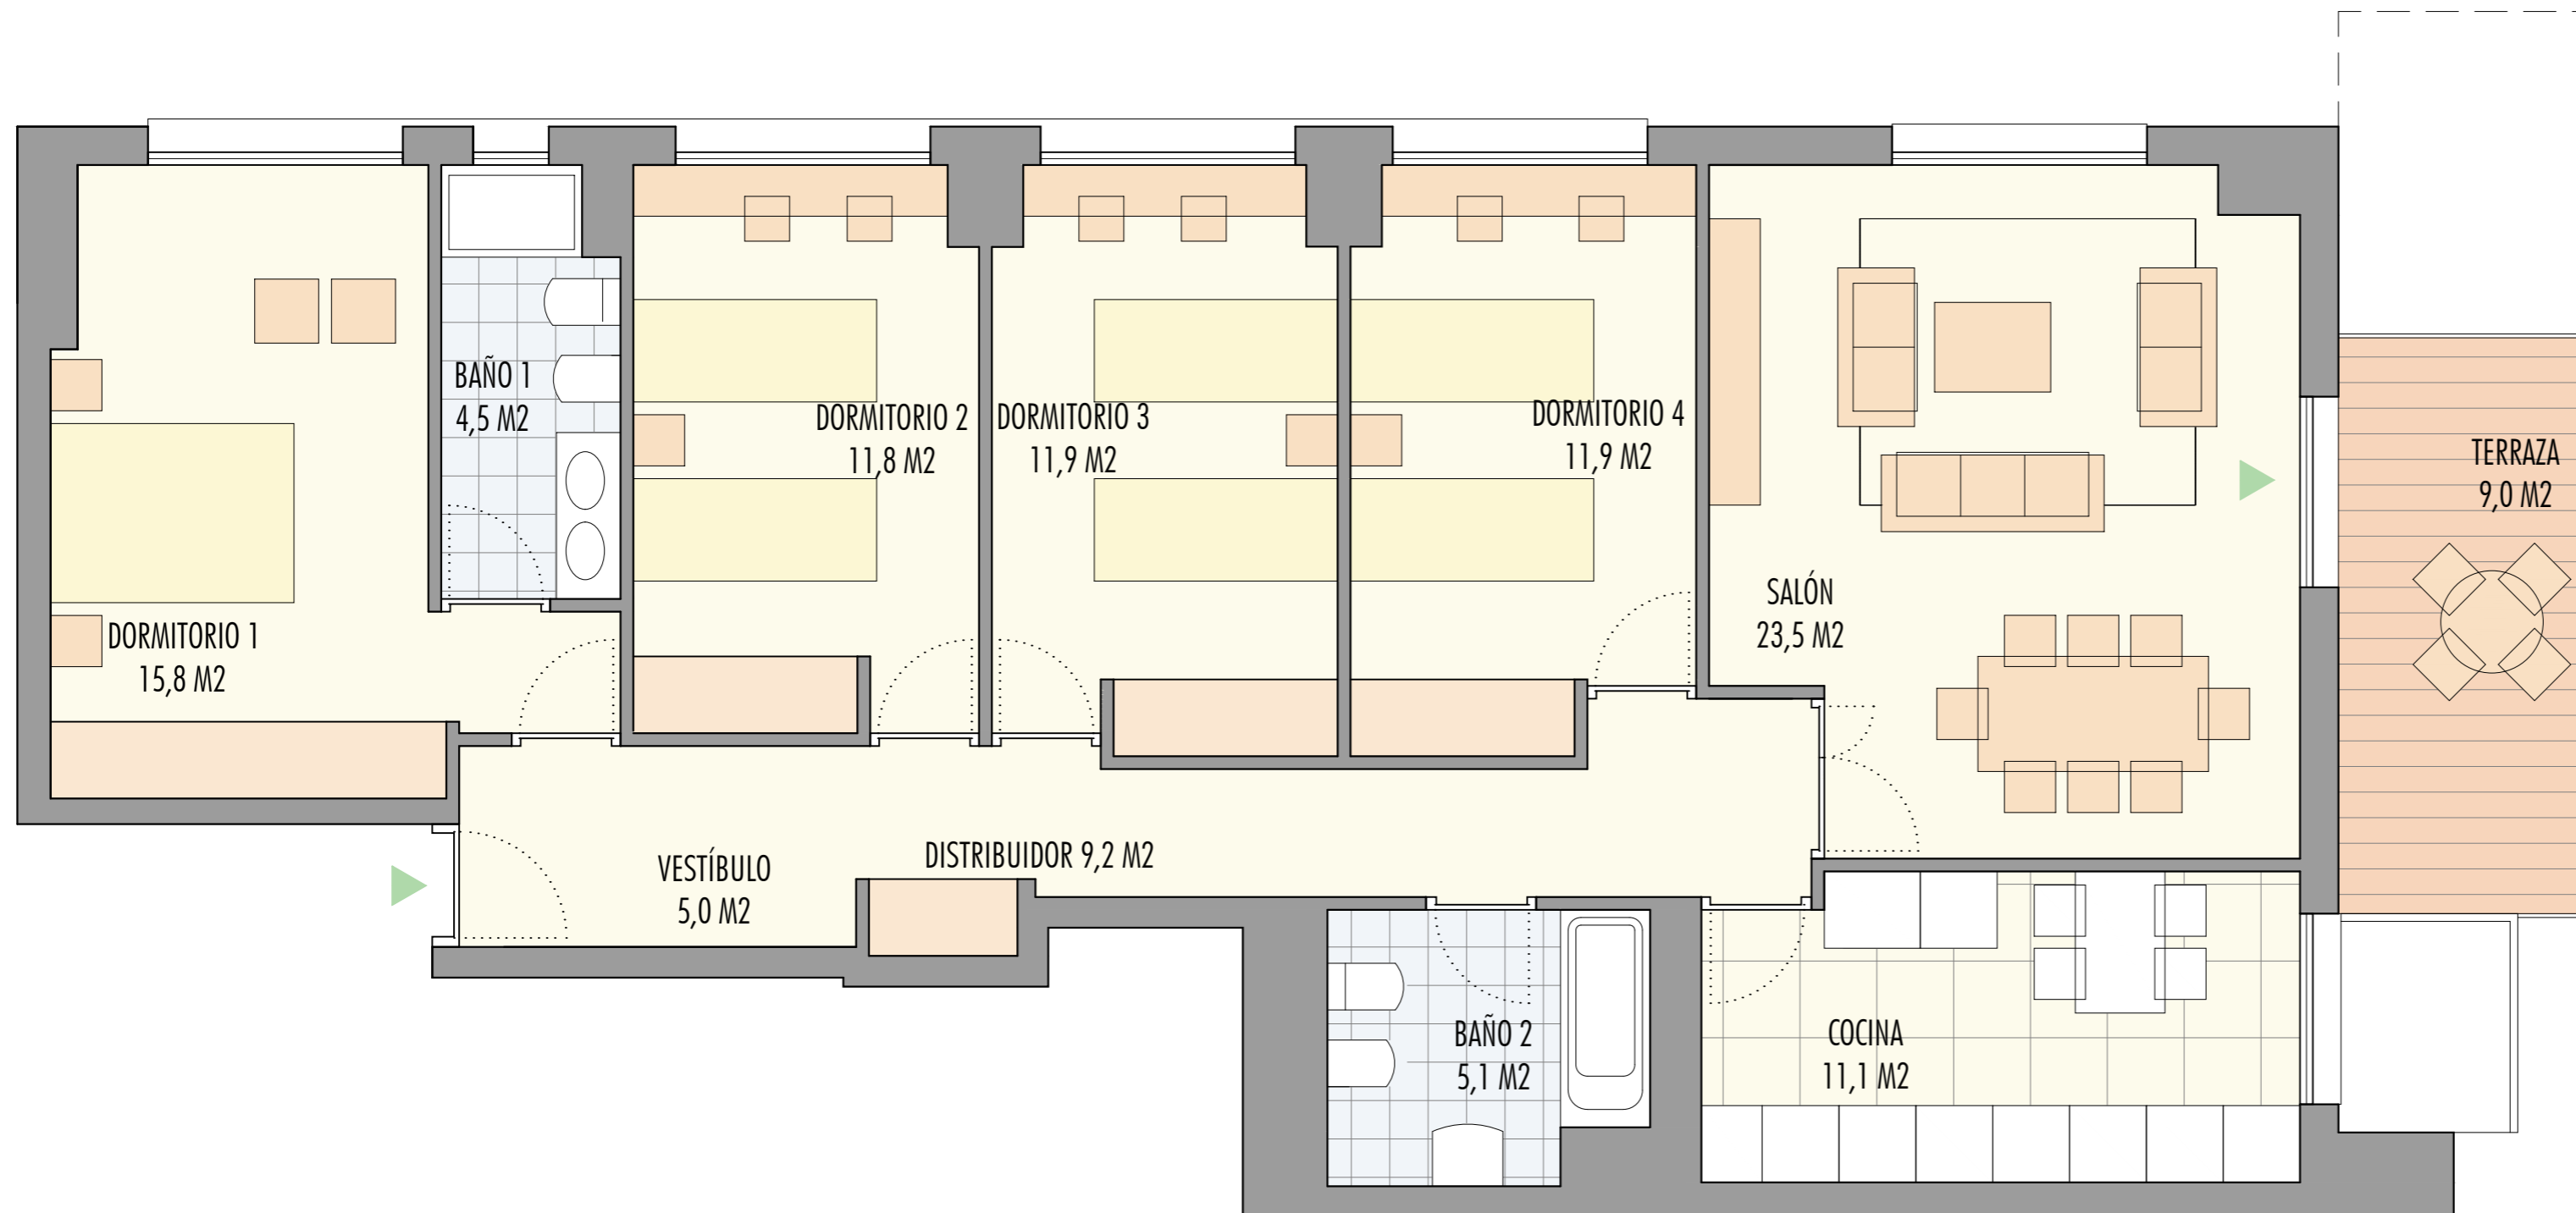 DORMITORIO 1
15,8 M2
BAÑO 1
4,5 M2
DORMITORIO 2
11,8 M2
DORMITORIO 3
11,9 M2
DORMITORIO 4
11,9 M2
SALÓN
23,5 M2
TERRAZA
9,0 M2
VESTÍBULO
5,0 M2
DISTRIBUIDOR 9,2 M2
BAÑO 2
5,1 M2
COCINA
11,1 M2